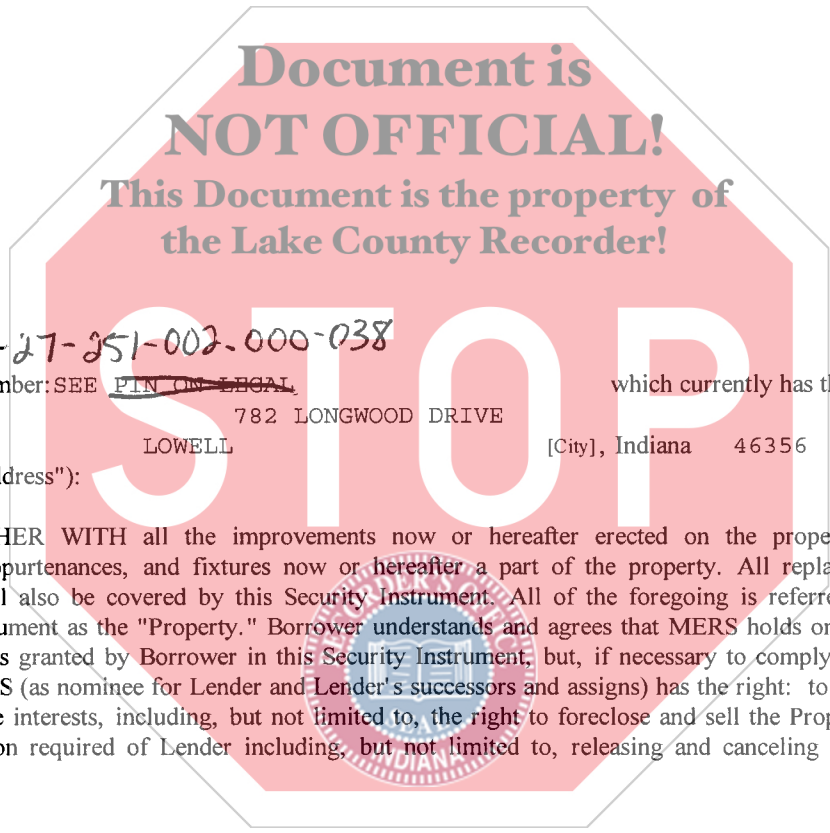 Document is
NOT OFFICIAL!
This Document is the property of
the Lake County Recorder!
STOP
-27-251-002.000-038
mber: SEE PIN ON LEGAL which currently has th
782 LONGWOOD DRIVE
LOWELL [City], Indiana 46356
ddress"):
HER WITH all the improvements now or hereafter erected on the prope
opurtenances, and fixtures now or hereafter a part of the property. All repla
l also be covered by this Security Instrument. All of the foregoing is referre
ument as the "Property." Borrower understands and agrees that MERS holds on
s granted by Borrower in this Security Instrument, but, if necessary to comply
S (as nominee for Lender and Lender's successors and assigns) has the right: to
e interests, including, but not limited to, the right to foreclose and sell the Prop
on required of Lender including, but not limited to, releasing and canceling
RECORDER'S OFFICE
SEAL
INDIANA